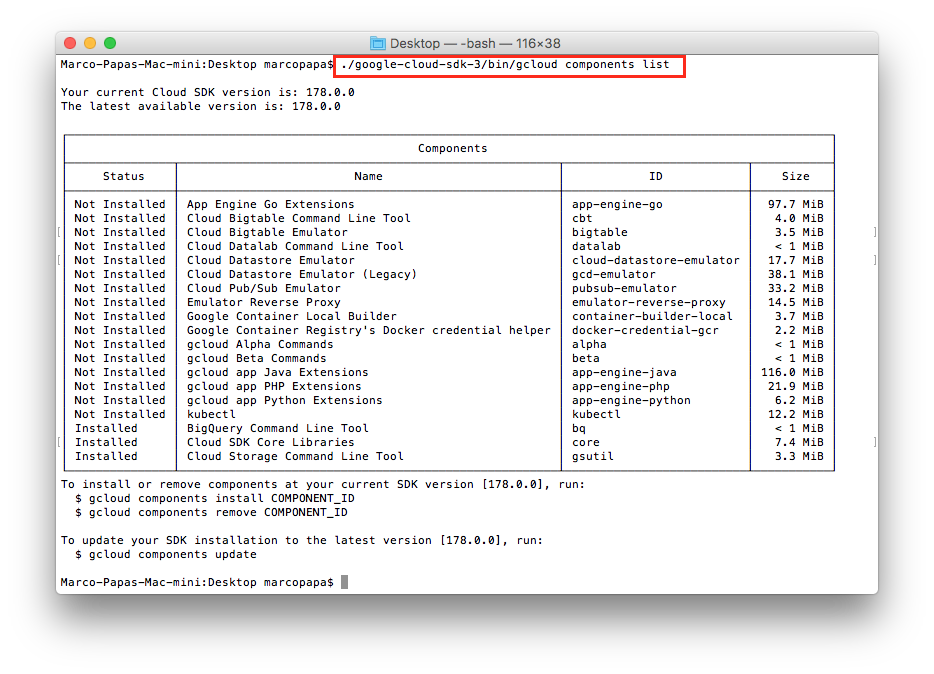 Desktop — -bash — 116×38
Marco-Papas-Mac-mini:Desktop marcopapa$ ./google-cloud-sdk-3/bin/gcloud components list
Your current Cloud SDK version is: 178.0.0
The latest available version is: 178.0.0
Components
Status Name ID Size
Not Installed App Engine Go Extensions app-engine-go 97.7 MiB
Not Installed Cloud Bigtable Command Line Tool cbt 4.0 MiB
Not Installed Cloud Bigtable Emulator bigtable 3.5 MiB
Not Installed Cloud Datalab Command Line Tool datalab < 1 MiB
Not Installed Cloud Datastore Emulator cloud-datastore-emulator 17.7 MiB
Not Installed Cloud Datastore Emulator (Legacy) gcd-emulator 38.1 MiB
Not Installed Cloud Pub/Sub Emulator pubsub-emulator 33.2 MiB
Not Installed Emulator Reverse Proxy emulator-reverse-proxy 14.5 MiB
Not Installed Google Container Local Builder container-builder-local 3.7 MiB
Not Installed Google Container Registry's Docker credential helper docker-credential-gcr 2.2 MiB
Not Installed gcloud Alpha Commands alpha < 1 MiB
Not Installed gcloud Beta Commands beta < 1 MiB
Not Installed gcloud app Java Extensions app-engine-java 116.0 MiB
Not Installed gcloud app PHP Extensions app-engine-php 21.9 MiB
Not Installed gcloud app Python Extensions app-engine-python 6.2 MiB
Not Installed kubectl kubectl 12.2 MiB
Installed BigQuery Command Line Tool bq < 1 MiB
Installed Cloud SDK Core Libraries core 7.4 MiB
Installed Cloud Storage Command Line Tool gsutil 3.3 MiB
To install or remove components at your current SDK version [178.0.0], run:
$ gcloud components install COMPONENT_ID
$ gcloud components remove COMPONENT_ID
To update your SDK installation to the latest version [178.0.0], run:
$ gcloud components update
Marco-Papas-Mac-mini:Desktop marcopapa$